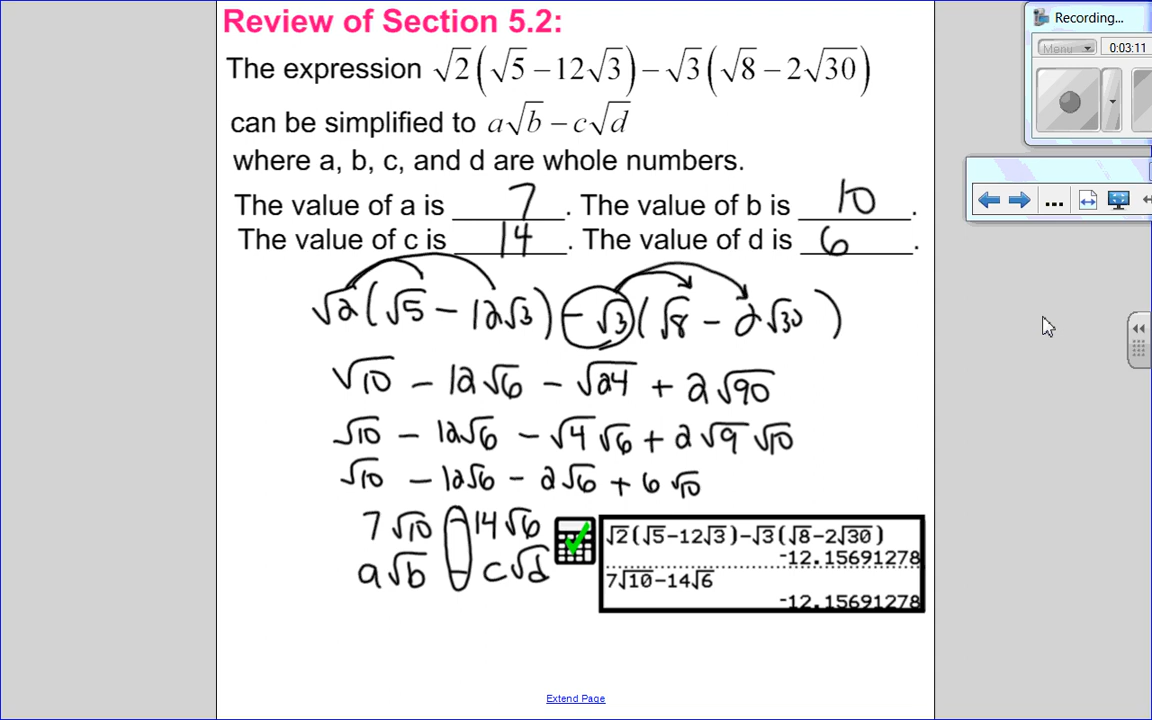 Review of Section 5.2:
The expression √2(√5 − 12√3) − √3(√8 − 2√30)
can be simplified to a√b − c√d
where a, b, c, and d are whole numbers.
The value of a is 7. The value of b is 10.
The value of c is 14. The value of d is 6.
√2(√5 − 12√3) − √3(√8 − 2√30)
√10 − 12√6 − √24 + 2√90
√10 − 12√6 − √4 √6 + 2√9 √10
√10 − 12√6 − 2√6 + 6√10
7√10 − 14√6
a√b − c√d
√2(√5-12√3)-√3(√8-2√30)
-12.15691278
7√10-14√6
-12.15691278
Extend Page
Recording...
Menu
0:03:11
...